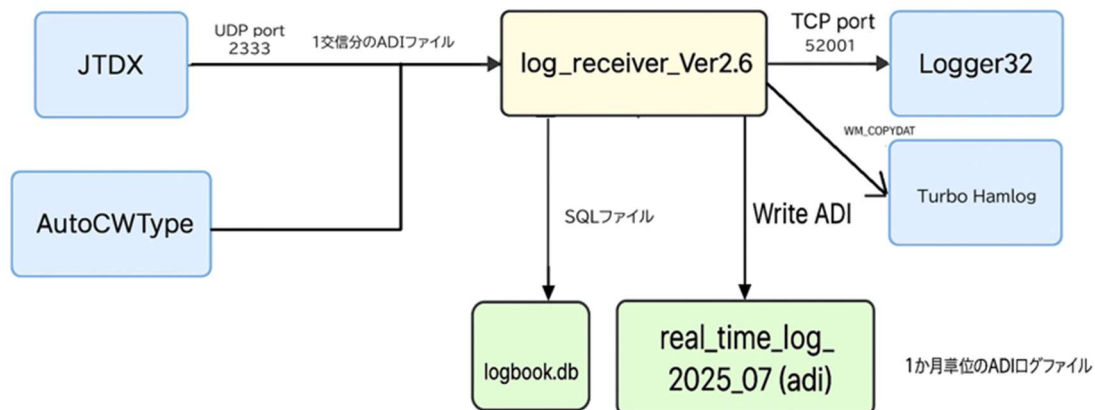 JTDX
UDP port
2333
1交信分のADIファイル
log_receiver_Ver2.6
TCP port
52001
Logger32
WM_COPYDAT
Turbo Hamlog
AutoCWType
SQLファイル
Write ADI
logbook.db
real_time_log_
2025_07 (adi)
1か月単位のADIログファイル